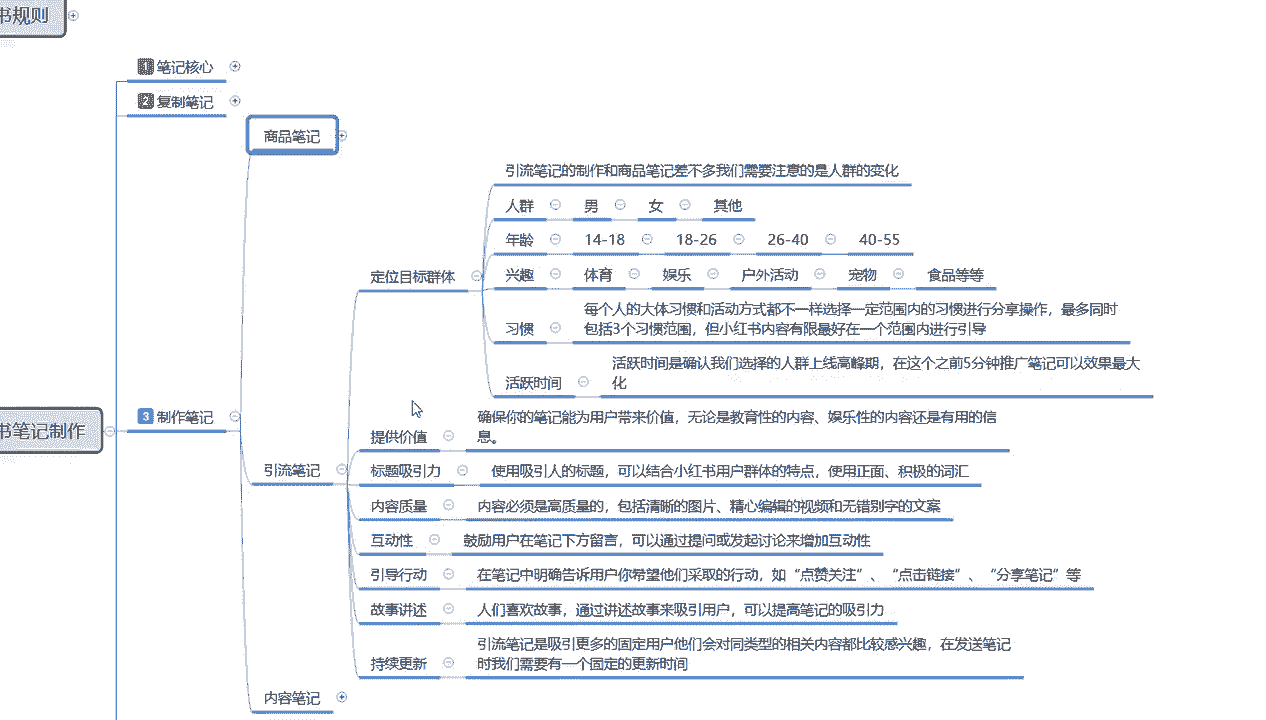 书规则
1 笔记核心
2 复制笔记
商品笔记
引流笔记的制作和商品笔记差不多我们需要注意的是人群的变化
人群 男 女 其他
年龄 14-18 18-26 26-40 40-55
定位目标群体
兴趣 体育 娱乐 户外活动 宠物 食品等等
每个人的大体习惯和活动方式都不一样选择一定范围内的习惯进行分享操作，最多同时
习惯
包括3个习惯范围，但小红书内容有限最好在一个范围内进行引导
活跃时间是确认我们选择的人群上线高峰期，在这个之前5分钟推广笔记可以效果最大
活跃时间
化
3 制作笔记
书笔记制作
确保你的笔记能为用户带来价值，无论是教育性的内容、娱乐性的内容还是有用的信
提供价值
息。
引流笔记
标题吸引力 使用吸引人的标题，可以结合小红书用户群体的特点，使用正面、积极的词汇
内容质量 内容必须是高质量的，包括清晰的图片、精心编辑的视频和无错别字的文案
互动性 鼓励用户在笔记下方留言，可以通过提问或发起讨论来增加互动性
引导行动 在笔记中明确告诉用户你希望他们采取的行动，如“点赞关注”、“点击链接”、“分享笔记”等
故事讲述 人们喜欢故事，通过讲述故事来吸引用户，可以提高笔记的吸引力
引流笔记是吸引更多的固定用户他们会对同类型的相关内容都比较感兴趣，在发送笔记
持续更新
时我们需要有一个固定的更新时间
内容笔记